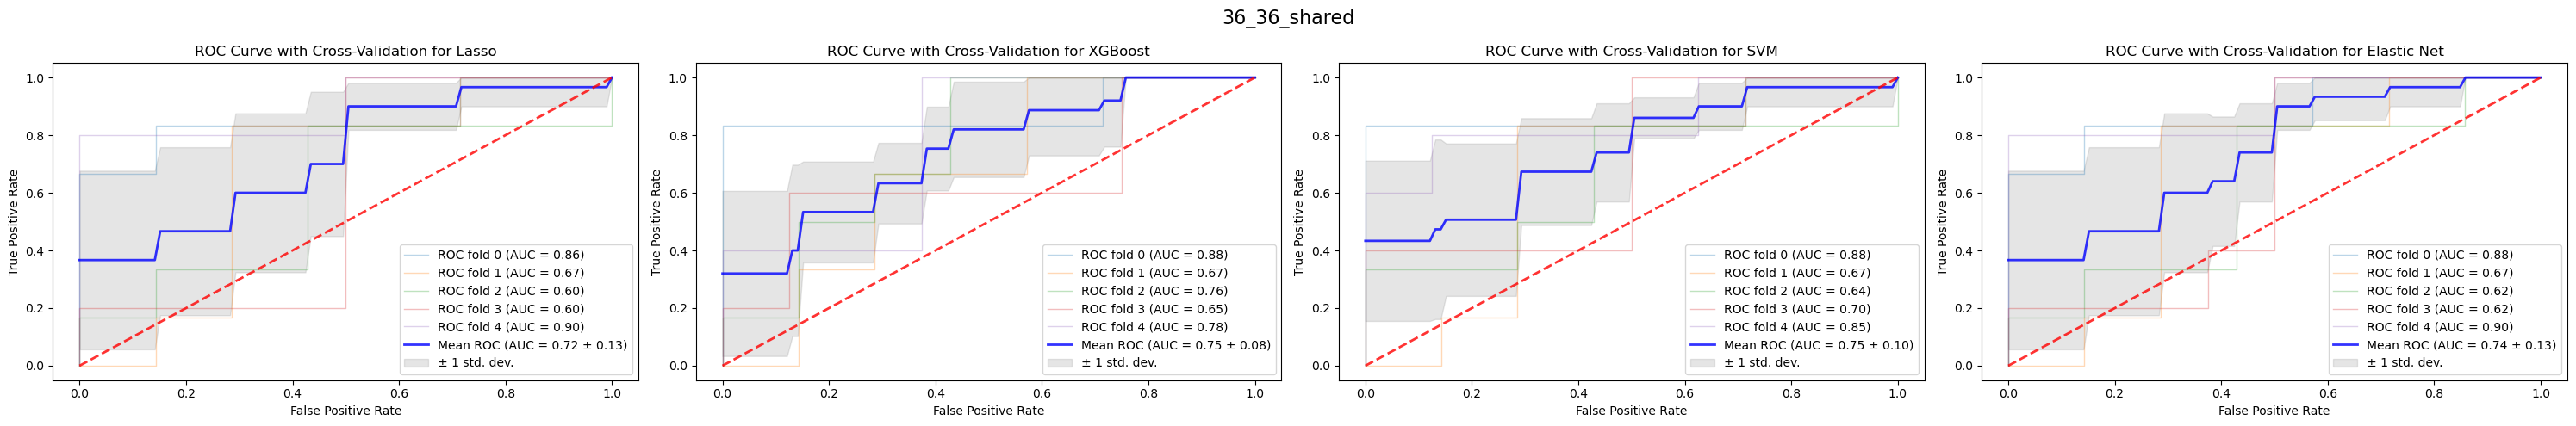 36_36_shared
ROC Curve with Cross-Validation for Lasso
True Positive Rate
1.0
0.8
0.6
0.4
0.2
0.0
ROC fold 0 (AUC = 0.86)
ROC fold 1 (AUC = 0.67)
ROC fold 2 (AUC = 0.60)
ROC fold 3 (AUC = 0.60)
ROC fold 4 (AUC = 0.90)
Mean ROC (AUC = 0.72 ± 0.13)
± 1 std. dev.
0.0 0.2 0.4 0.6 0.8 1.0
False Positive Rate
ROC Curve with Cross-Validation for XGBoost
True Positive Rate
1.0
0.8
0.6
0.4
0.2
0.0
ROC fold 0 (AUC = 0.88)
ROC fold 1 (AUC = 0.67)
ROC fold 2 (AUC = 0.76)
ROC fold 3 (AUC = 0.65)
ROC fold 4 (AUC = 0.78)
Mean ROC (AUC = 0.75 ± 0.08)
± 1 std. dev.
0.0 0.2 0.4 0.6 0.8 1.0
False Positive Rate
ROC Curve with Cross-Validation for SVM
True Positive Rate
1.0
0.8
0.6
0.4
0.2
0.0
ROC fold 0 (AUC = 0.88)
ROC fold 1 (AUC = 0.67)
ROC fold 2 (AUC = 0.64)
ROC fold 3 (AUC = 0.70)
ROC fold 4 (AUC = 0.85)
Mean ROC (AUC = 0.75 ± 0.10)
± 1 std. dev.
0.0 0.2 0.4 0.6 0.8 1.0
False Positive Rate
ROC Curve with Cross-Validation for Elastic Net
True Positive Rate
1.0
0.8
0.6
0.4
0.2
0.0
ROC fold 0 (AUC = 0.88)
ROC fold 1 (AUC = 0.67)
ROC fold 2 (AUC = 0.62)
ROC fold 3 (AUC = 0.62)
ROC fold 4 (AUC = 0.90)
Mean ROC (AUC = 0.74 ± 0.13)
± 1 std. dev.
0.0 0.2 0.4 0.6 0.8 1.0
False Positive Rate